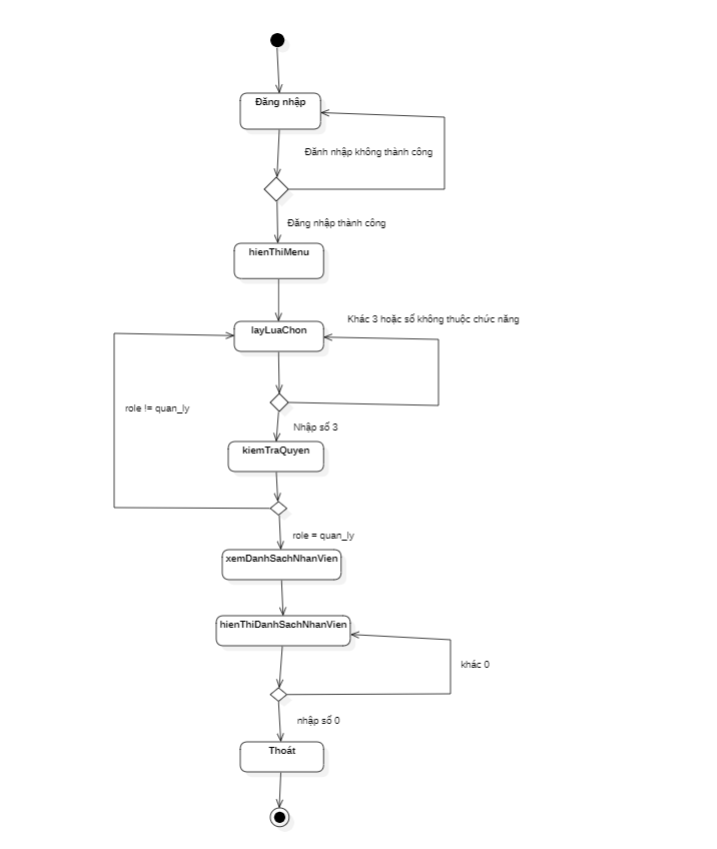 Đăng nhập
Đănh nhập không thành công
Đăng nhập thành công
hienThiMenu
Khác 3 hoặc số không thuộc chức năng
layLuaChon
role != quan_ly
Nhập số 3
kiemTraQuyen
role = quan_ly
xemDanhSachNhanVien
hienThiDanhSachNhanVien
khác 0
nhập số 0
Thoát